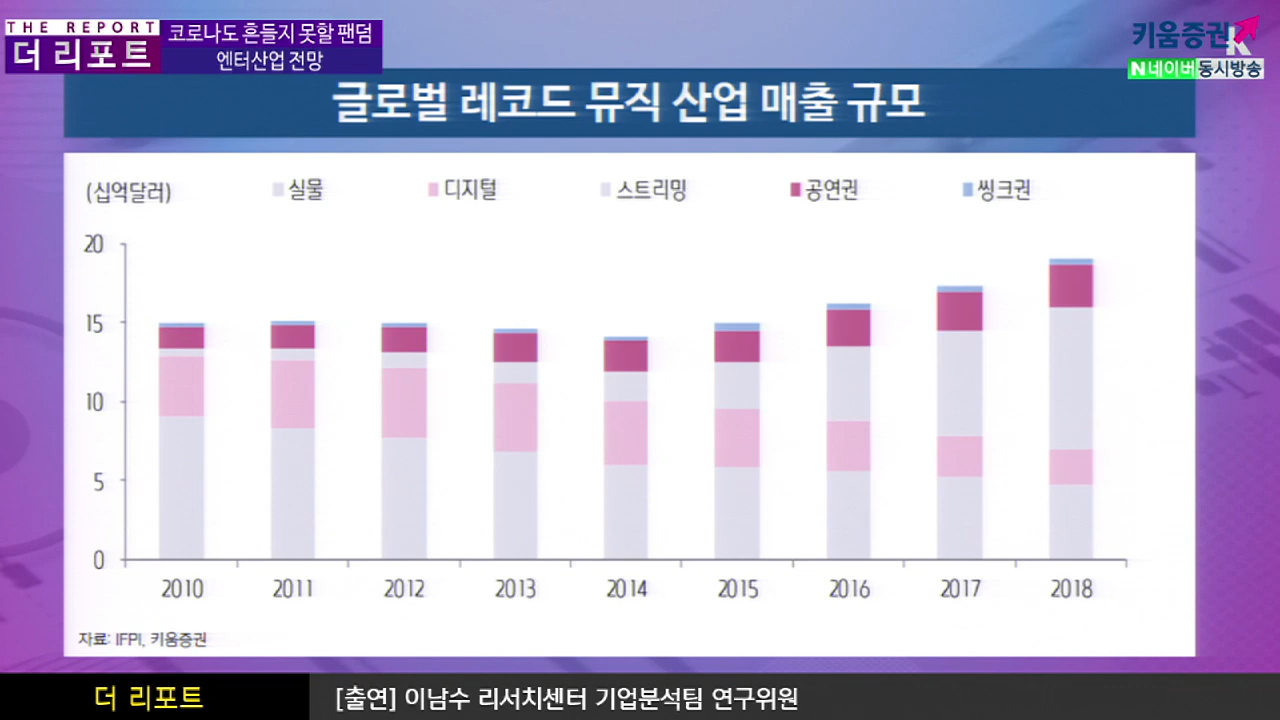 THE REPORT
더 리포트
코로나도 흔들지 못할 팬덤
엔터산업 전망
키움증권 K
N 네이버 동시방송
글로벌 레코드 뮤직 산업 매출 규모
(십억달러) 실물 디지털 스트리밍 공연권 씽크권
20
15
10
5
0
2010 2011 2012 2013 2014 2015 2016 2017 2018
자료: IFPI, 키움증권
더 리포트
[출연] 이남수 리서치센터 기업분석팀 연구위원